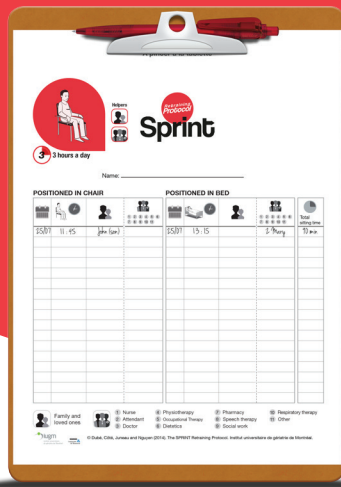 Helpers
Retraining
Protocol
Sprint
3 3 hours a day
Name:
POSITIONED IN CHAIR POSITIONED IN BED
Total
sitting time
25/07 11:45 John (son) 25/07 13:15 2 Mary 90 min
Family and
loved ones
1 Nurse 4 Physiotherapy 7 Pharmacy 10 Respiratory therapy
2 Attendant 5 Occupational Therapy 8 Speech therapy 11 Other
3 Doctor 6 Dietetics 9 Social work
© Dubé, Côté, Juneau and Nguyen (2014). The SPRINT Retraining Protocol. Institut universitaire de gériatrie de Montréal.